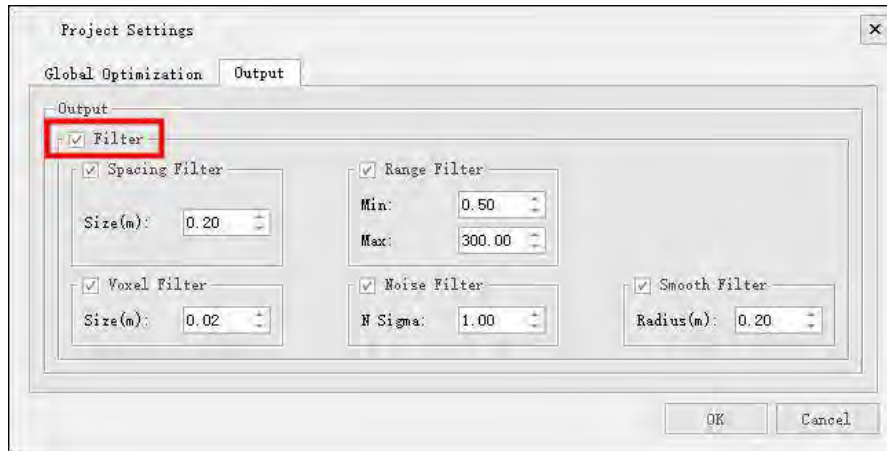 Project Settings
Global Optimization Output
Output
Filter
Spacing Filter
Size(m): 0.20
Range Filter
Min: 0.50
Max: 300.00
Voxel Filter
Size(m): 0.02
Noise Filter
N Sigma: 1.00
Smooth Filter
Radius(m): 0.20
OK Cancel